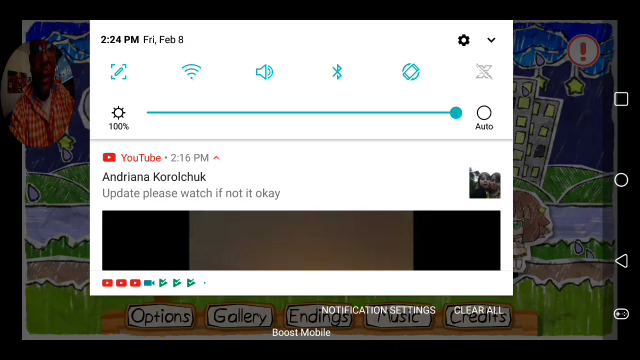 2:24 PM Fri, Feb 8
100%
Auto
YouTube • 2:16 PM
Andriana Korolchuk
Update please watch if not it okay
NOTIFICATION SETTINGS CLEAR ALL
Options Gallery Endings Music Credits
Boost Mobile